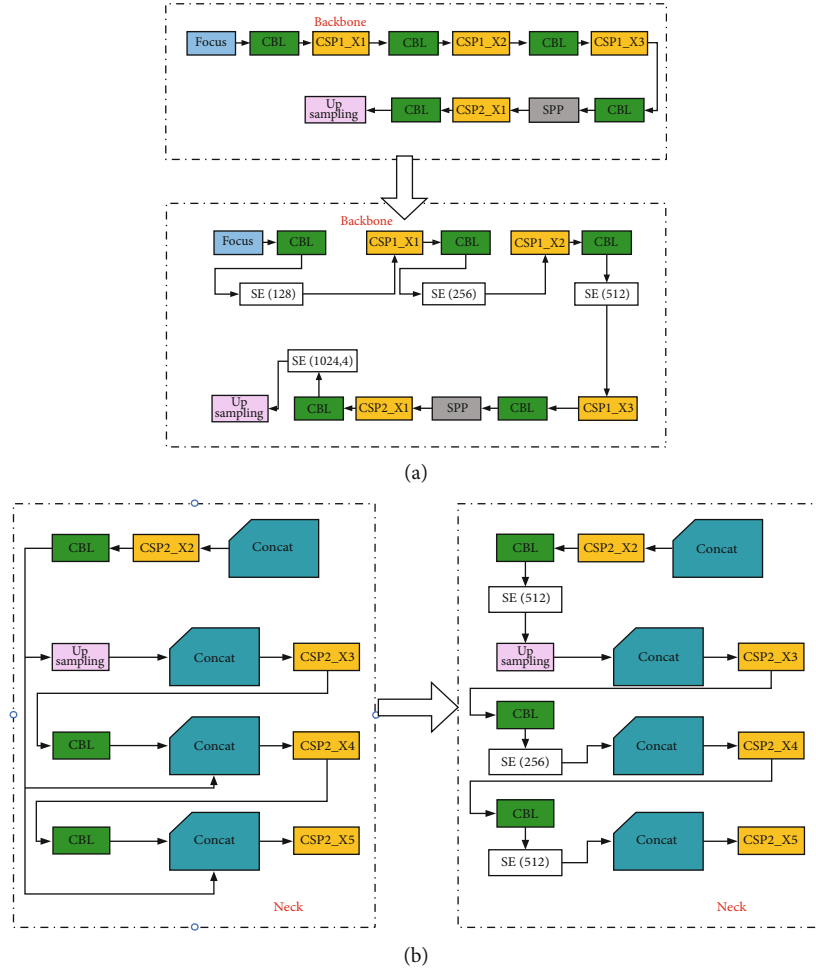 Backbone
Focus
CBL
CSP1_X1
CBL
CSP1_X2
CBL
CSP1_X3
Up
sampling
CBL
CSP2_X1
SPP
CBL
Backbone
Focus
CBL
CSP1_X1
CBL
CSP1_X2
CBL
SE (128)
SE (256)
SE (512)
SE (1024,4)
Up
sampling
CBL
CSP2_X1
SPP
CBL
CSP1_X3
(a)
CBL
CSP2_X2
Concat
Up
sampling
Concat
CSP2_X3
CBL
Concat
CSP2_X4
CBL
Concat
CSP2_X5
Neck
CBL
CSP2_X2
Concat
SE (512)
Up
sampling
Concat
CSP2_X3
CBL
SE (256)
Concat
CSP2_X4
CBL
SE (512)
Concat
CSP2_X5
Neck
(b)